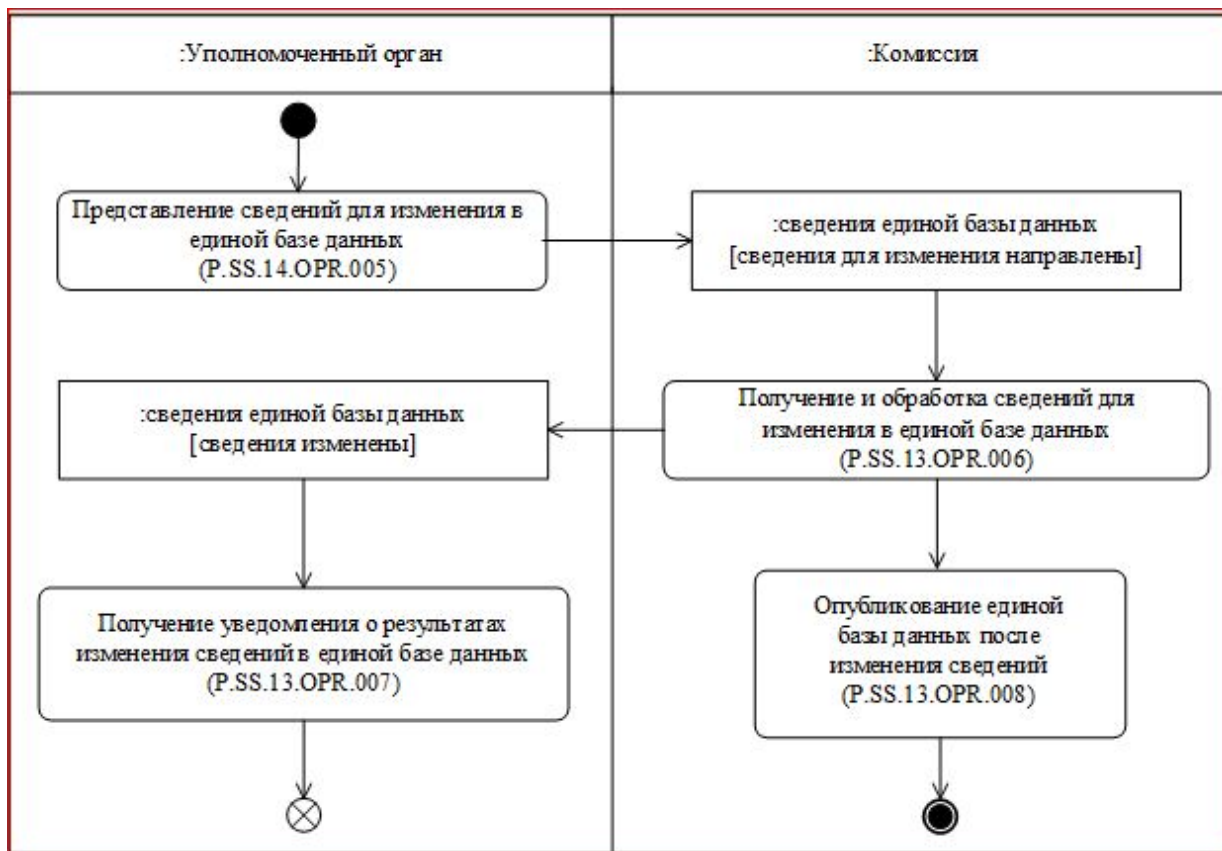 :Уполномоченный орган
:Комиссия
Представление сведений для изменения в
единой базе данных
(P.SS.14.OPR.005)
:сведения единой базы данных
[сведения для изменения направлены]
:сведения единой базы данных
[сведения изменены]
Получение и обработка сведений для
изменения в единой базе данных
(P.SS.13.OPR.006)
Получение уведомления о результатах
изменения сведений в единой базе данных
(P.SS.13.OPR.007)
Опубликование единой
базы данных после
изменения сведений
(P.SS.13.OPR.008)